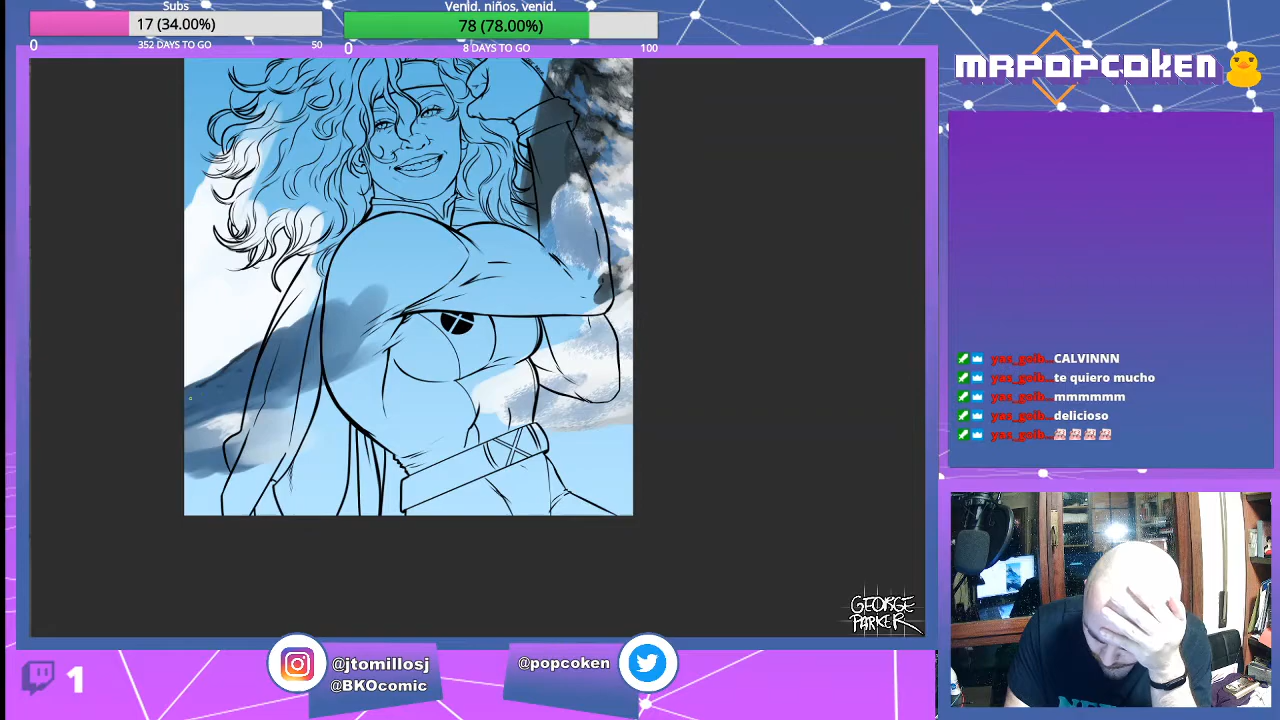 Subs
17 (34.00%)
0
352 DAYS TO GO
50
Venid, niños, venid.
78 (78.00%)
0
8 DAYS TO GO
100
MRPOPCOKEN
CALVINNN
te quiero mucho
mmmmmm
delicioso
GEORGE
PARKER
1
@jtomillosj
@BKOcomic
@popcoken